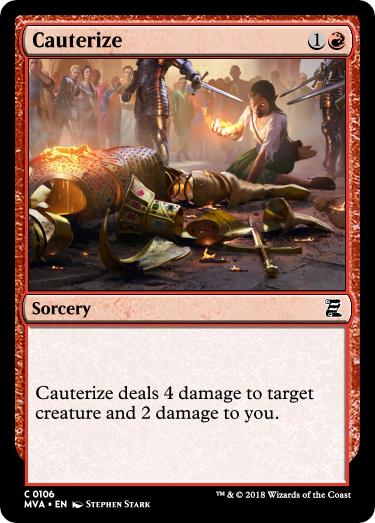 Cauterize 1
Sorcery
Cauterize deals 4 damage to target
creature and 2 damage to you.
C 0106
MVA • EN Stephen Stark
™ & © 2018 Wizards of the Coast